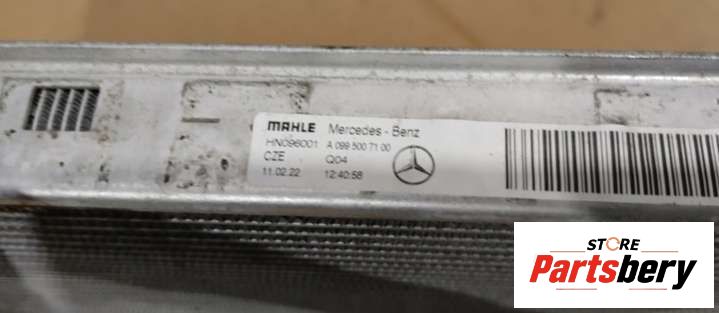 MAHLE Mercedes - Benz
HN096001 A 099 500 71 00
CZE Q04
11.02.22 12:40:58
STORE
Partsbery